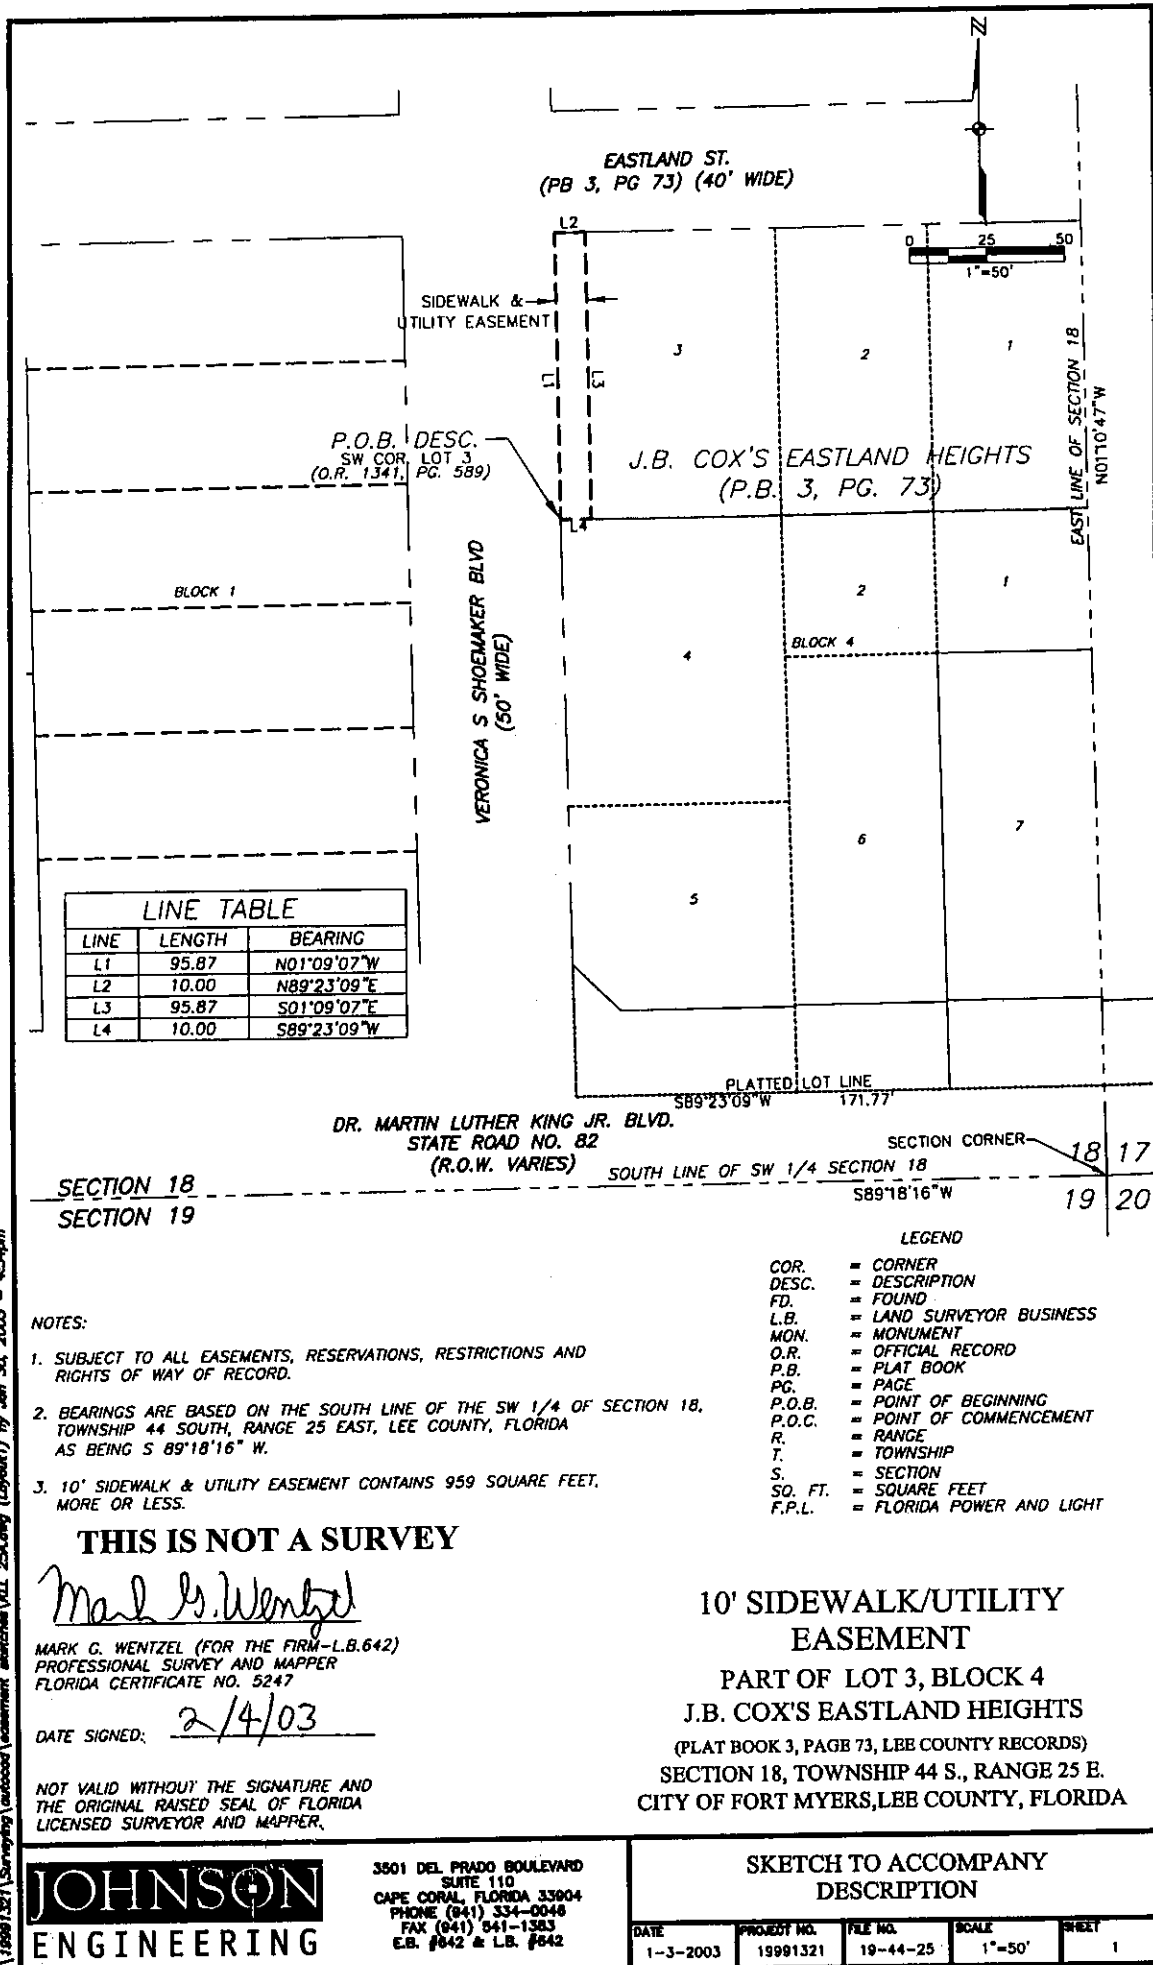 N
EASTLAND ST.
(PB 3, PG 73) (40' WIDE)
L2
0 25 50
1"=50'
SIDEWALK &
UTILITY EASEMENT
L1
L3
3
2
1
EAST LINE OF SECTION 18
N01°10'47"W
P.O.B. DESC.
SW COR. LOT 3
(O.R. 1341, PG. 589)
J.B. COX'S EASTLAND HEIGHTS
(P.B. 3, PG. 73)
L4
BLOCK 1
VERONICA S SHOEMAKER BLVD
(50' WIDE)
2
1
BLOCK 4
4
6
7
5
LINE TABLE
LINE LENGTH BEARING
L1 95.87 N01°09'07"W
L2 10.00 N89°23'09"E
L3 95.87 S01°09'07"E
L4 10.00 S89°23'09"W
PLATTED LOT LINE
S89°23'09"W 171.77'
DR. MARTIN LUTHER KING JR. BLVD.
STATE ROAD NO. 82
(R.O.W. VARIES)
SECTION CORNER
18 17
SOUTH LINE OF SW 1/4 SECTION 18
S89°18'16"W
19 20
SECTION 18
SECTION 19
LEGEND
COR. = CORNER
DESC. = DESCRIPTION
FD. = FOUND
L.B. = LAND SURVEYOR BUSINESS
MON. = MONUMENT
O.R. = OFFICIAL RECORD
P.B. = PLAT BOOK
PG. = PAGE
P.O.B. = POINT OF BEGINNING
P.O.C. = POINT OF COMMENCEMENT
R. = RANGE
T. = TOWNSHIP
S. = SECTION
SQ. FT. = SQUARE FEET
F.P.L. = FLORIDA POWER AND LIGHT
NOTES:
1. SUBJECT TO ALL EASEMENTS, RESERVATIONS, RESTRICTIONS AND
RIGHTS OF WAY OF RECORD.
2. BEARINGS ARE BASED ON THE SOUTH LINE OF THE SW 1/4 OF SECTION 18,
TOWNSHIP 44 SOUTH, RANGE 25 EAST, LEE COUNTY, FLORIDA
AS BEING S 89°18'16" W.
3. 10' SIDEWALK & UTILITY EASEMENT CONTAINS 959 SQUARE FEET,
MORE OR LESS.
THIS IS NOT A SURVEY
Mark G. Wentzel
MARK G. WENTZEL (FOR THE FIRM-L.B.642)
PROFESSIONAL SURVEY AND MAPPER
FLORIDA CERTIFICATE NO. 5247
DATE SIGNED: 2/4/03
NOT VALID WITHOUT THE SIGNATURE AND
THE ORIGINAL RAISED SEAL OF FLORIDA
LICENSED SURVEYOR AND MAPPER.
10' SIDEWALK/UTILITY
EASEMENT
PART OF LOT 3, BLOCK 4
J.B. COX'S EASTLAND HEIGHTS
(PLAT BOOK 3, PAGE 73, LEE COUNTY RECORDS)
SECTION 18, TOWNSHIP 44 S., RANGE 25 E.
CITY OF FORT MYERS,LEE COUNTY, FLORIDA
JOHNSON
ENGINEERING
3501 DEL PRADO BOULEVARD
SUITE 110
CAPE CORAL, FLORIDA 33904
PHONE (941) 334-0046
FAX (941) 541-1383
E.B. #642 & L.B. #642
SKETCH TO ACCOMPANY
DESCRIPTION
DATE PROJECT NO. FILE NO. SCALE SHEET
1-3-2003 19991321 19-44-25 1"=50' 1